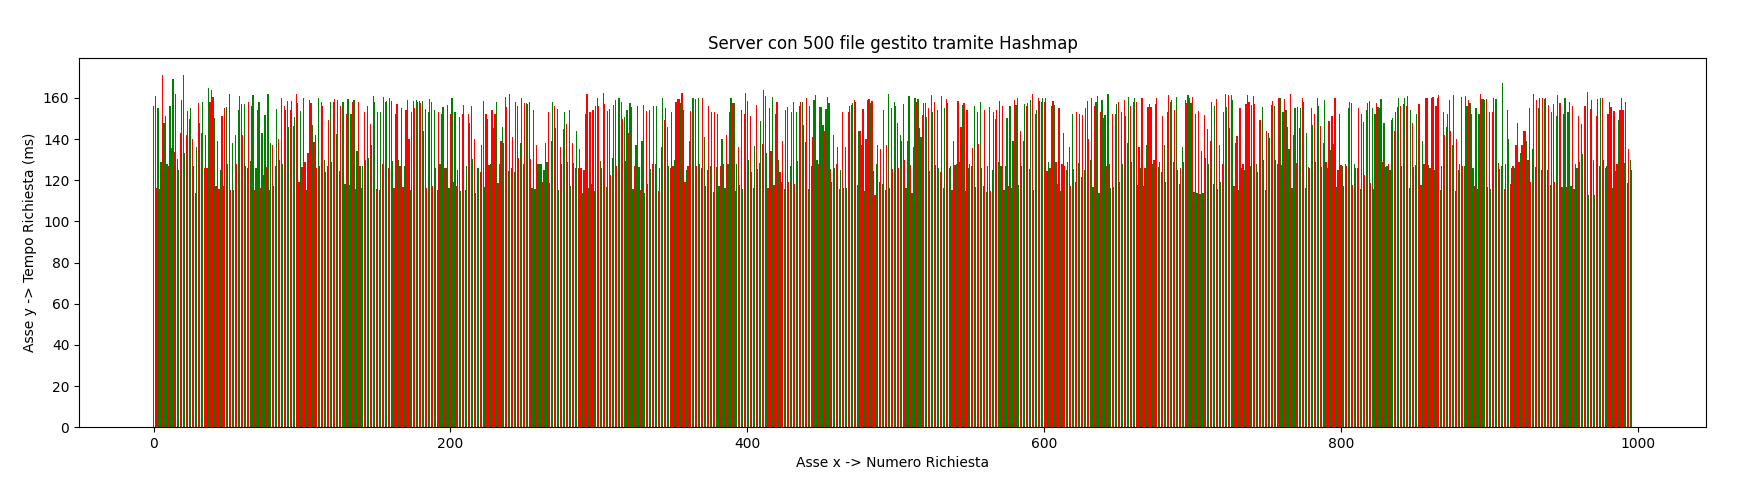 Server con 500 file gestito tramite Hashmap
Asse y -> Tempo Richiesta (ms)
160
140
120
100
80
60
40
20
0
0 200 400 600 800 1000
Asse x -> Numero Richiesta